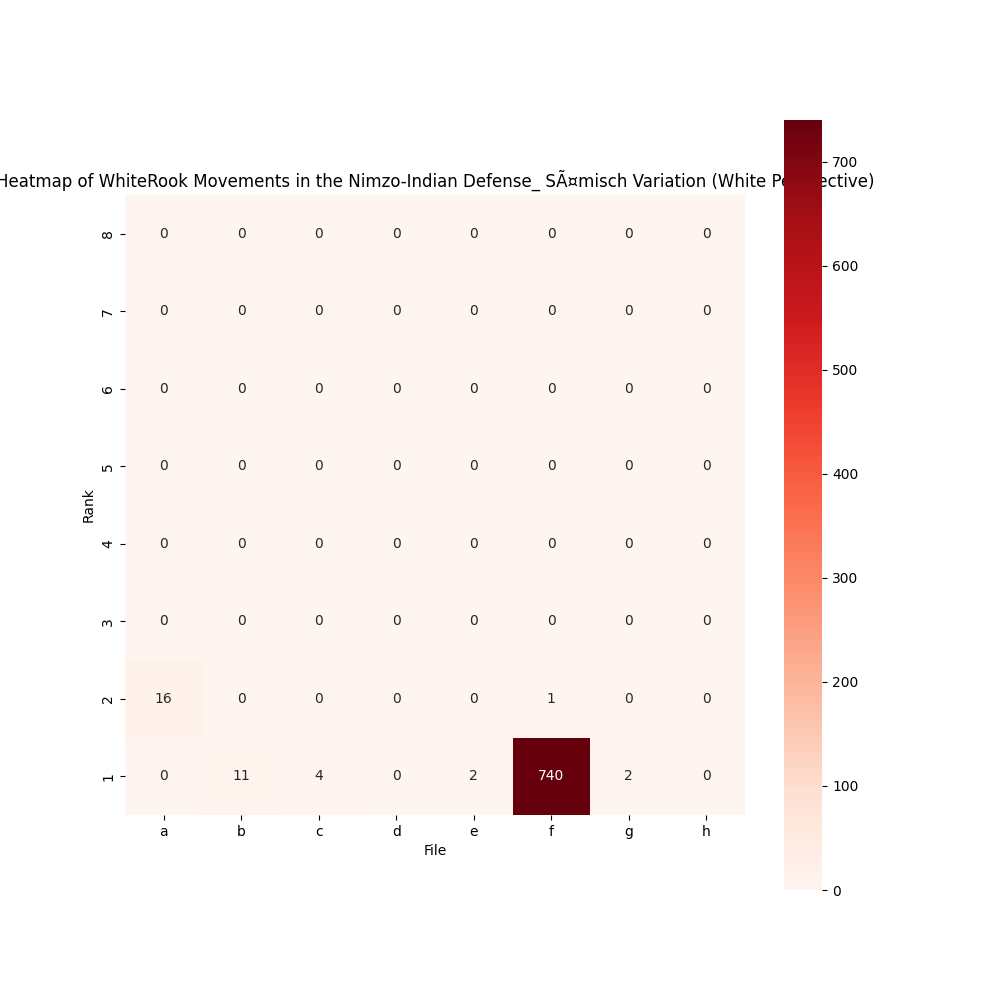 Heatmap of WhiteRook Movements in the Nimzo-Indian Defense_ SÃ¤misch Variation (White Pe ective)
700
600
500
400
300
200
100
0
8 0 0 0 0 0 0 0 0
7 0 0 0 0 0 0 0 0
6 0 0 0 0 0 0 0 0
5 0 0 0 0 0 0 0 0
Rank
4 0 0 0 0 0 0 0 0
3 0 0 0 0 0 0 0 0
2 16 0 0 0 0 1 0 0
1 0 11 4 0 2 740 2 0
a b c d e f g h
File